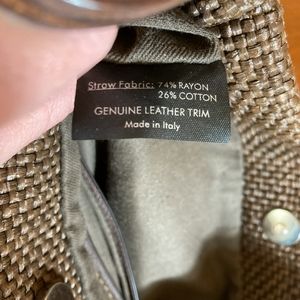 Straw Fabric: 74% RAYON
26% COTTON
GENUINE LEATHER TRIM
Made in Italy